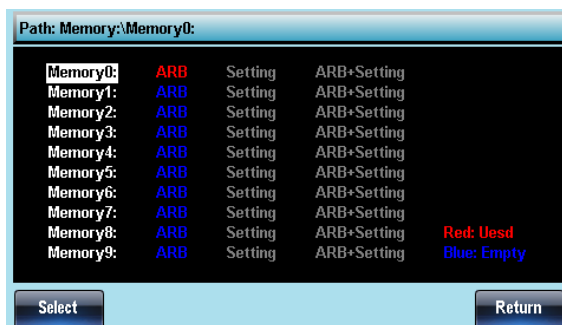 Path: Memory:\Memory0:
Memory0: ARB Setting ARB+Setting
Memory1: ARB Setting ARB+Setting
Memory2: ARB Setting ARB+Setting
Memory3: ARB Setting ARB+Setting
Memory4: ARB Setting ARB+Setting
Memory5: ARB Setting ARB+Setting
Memory6: ARB Setting ARB+Setting
Memory7: ARB Setting ARB+Setting
Memory8: ARB Setting ARB+Setting Red: Uesd
Memory9: ARB Setting ARB+Setting Blue: Empty
Select Return